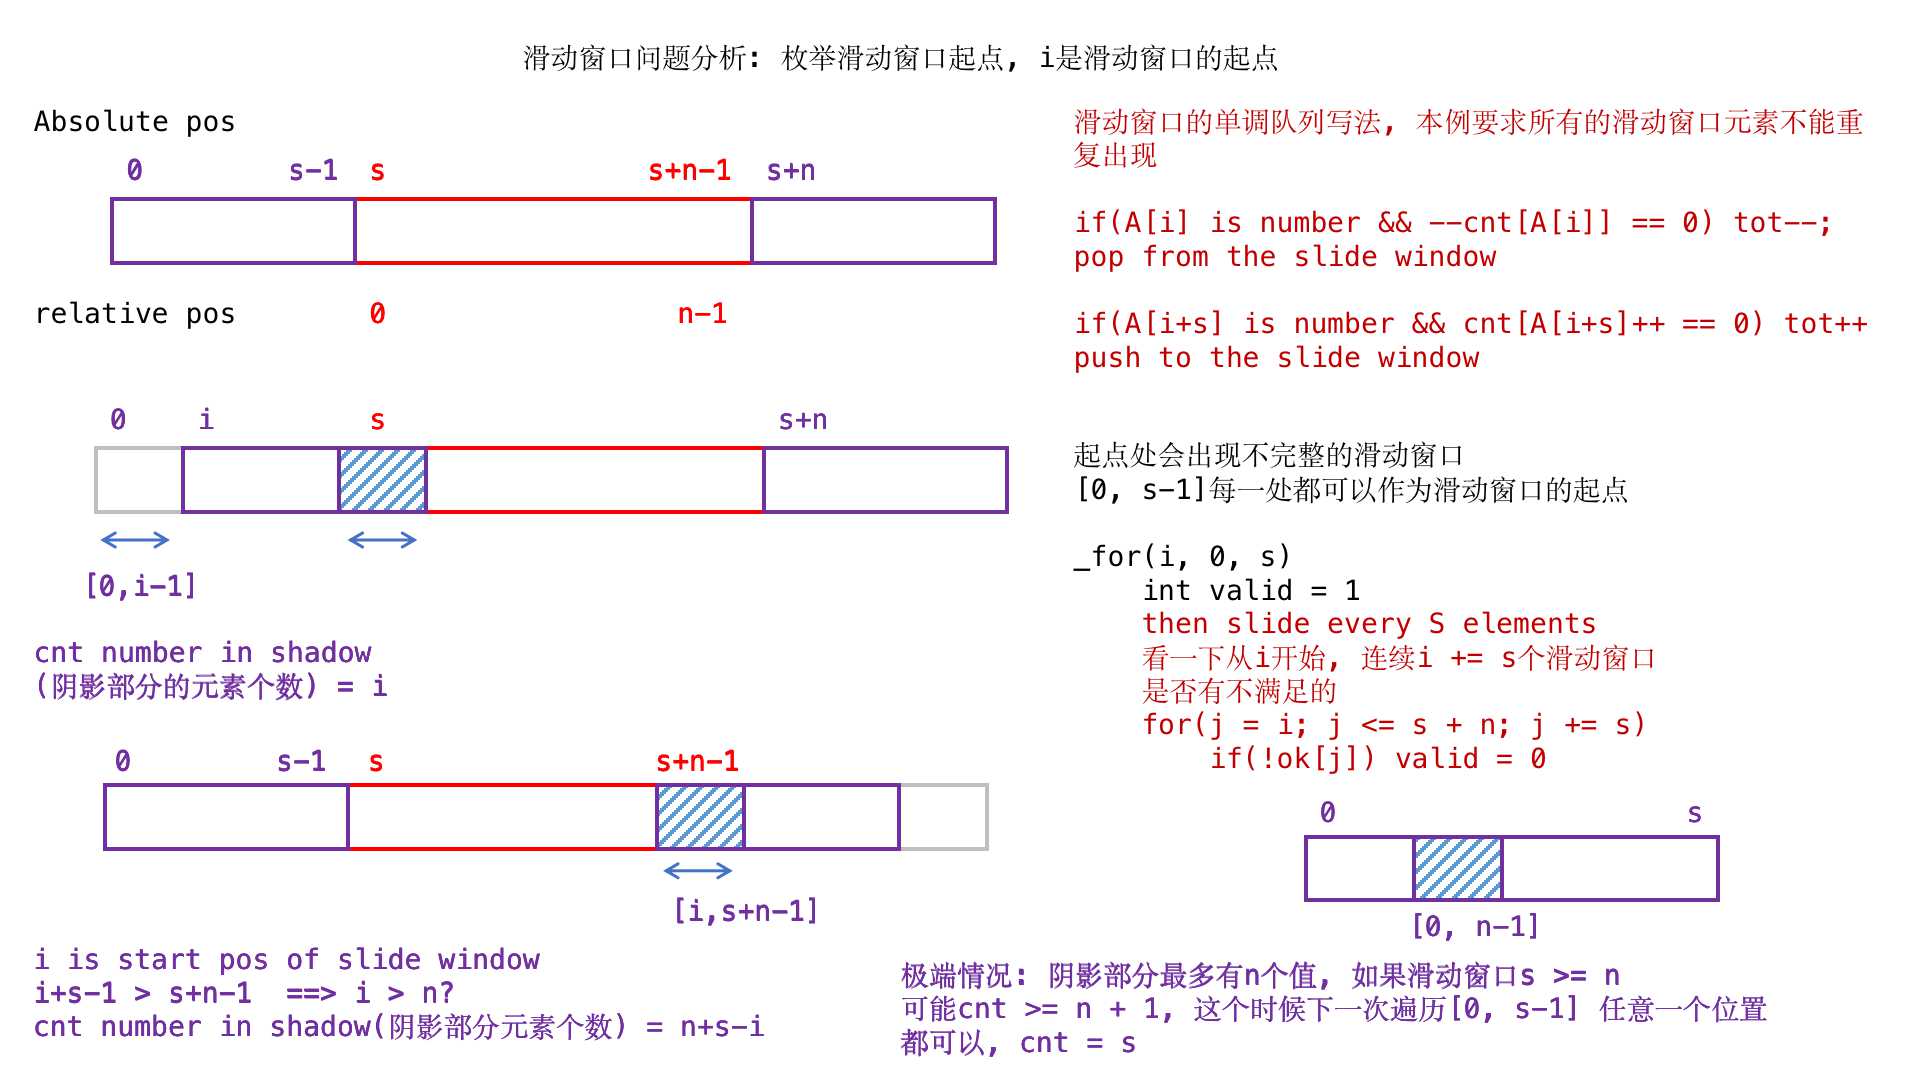 滑动窗口问题分析: 枚举滑动窗口起点, i是滑动窗口的起点
Absolute pos
0 s-1 s s+n-1 s+n
relative pos 0 n-1
0 i s s+n
[0,i-1]
cnt number in shadow
(阴影部分的元素个数) = i
0 s-1 s s+n-1
[i,s+n-1]
i is start pos of slide window
i+s-1 > s+n-1 ==> i > n?
cnt number in shadow(阴影部分元素个数) = n+s-i
滑动窗口的单调队列写法, 本例要求所有的滑动窗口元素不能重
复出现
if(A[i] is number && --cnt[A[i]] == 0) tot--;
pop from the slide window
if(A[i+s] is number && cnt[A[i+s]++ == 0) tot++
push to the slide window
起点处会出现不完整的滑动窗口
[0, s-1]每一处都可以作为滑动窗口的起点
_for(i, 0, s)
int valid = 1
then slide every S elements
看一下从i开始, 连续i += s个滑动窗口
是否有不满足的
for(j = i; j <= s + n; j += s)
if(!ok[j]) valid = 0
0 s
[0, n-1]
极端情况: 阴影部分最多有n个值, 如果滑动窗口s >= n
可能cnt >= n + 1, 这个时候下一次遍历[0, s-1] 任意一个位置
都可以, cnt = s